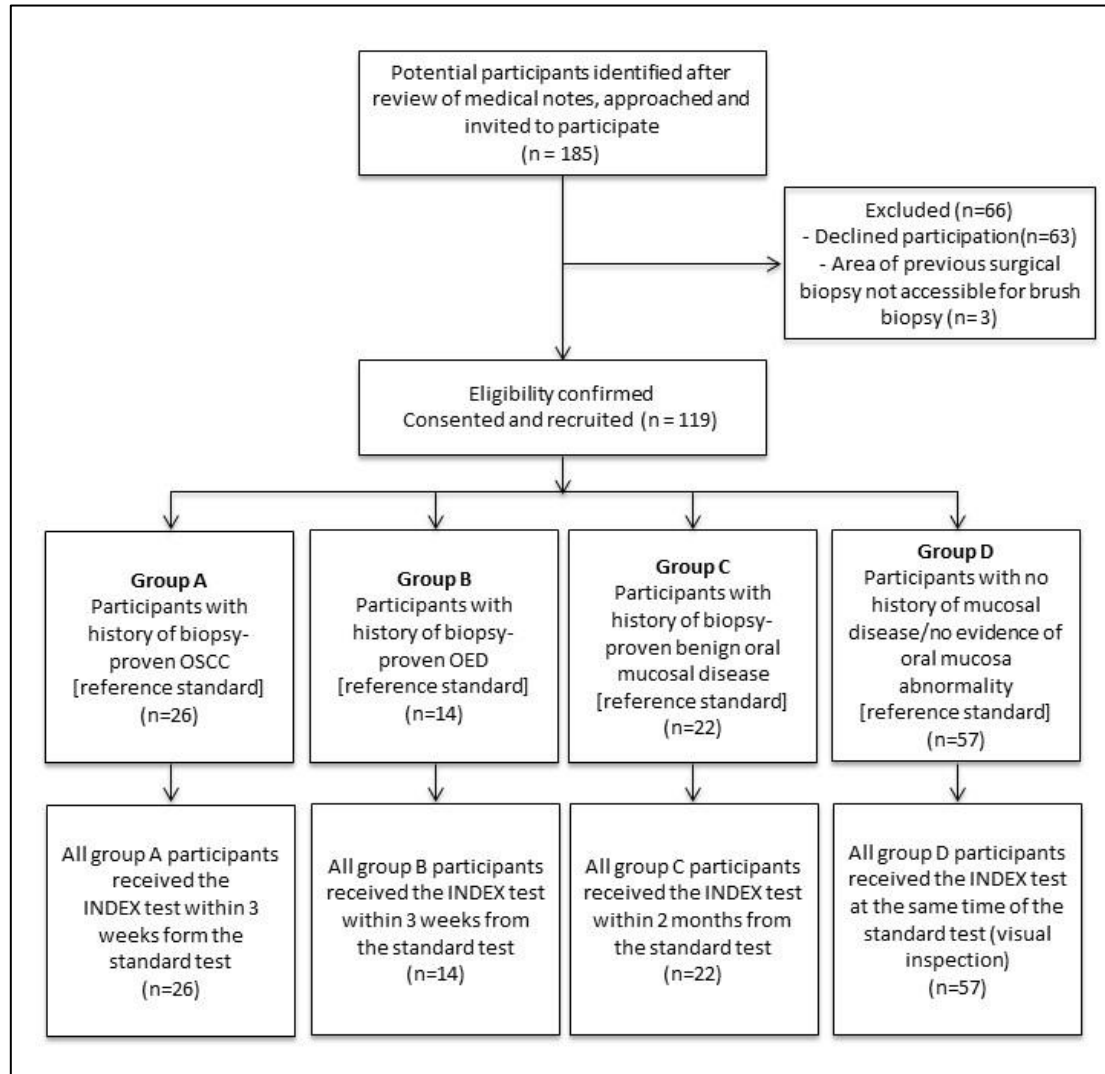 Potential participants identified after
review of medical notes, approached and
invited to participate
(n = 185)
Excluded (n=66)
- Declined participation(n=63)
- Area of previous surgical
biopsy not accessible for brush
biopsy (n= 3)
Eligibility confirmed
Consented and recruited (n = 119)
Group A
Participants with
history of biopsy-
proven OSCC
[reference standard]
(n=26)
Group B
Participants with
history of biopsy-
proven OED
[reference standard]
(n=14)
Group C
Participants with
history of biopsy-
proven benign oral
mucosal disease
[reference standard]
(n=22)
Group D
Participants with no
history of mucosal
disease/no evidence of
oral mucosa
abnormality
[reference standard]
(n=57)
All group A participants
received the
INDEX test within 3
weeks form the
standard test
(n=26)
All group B participants
received the INDEX test
within 3 weeks from
the standard test
(n=14)
All group C participants
received the INDEX test
within 2 months from
the standard test
(n=22)
All group D participants
received the INDEX test
at the same time of the
standard test (visual
inspection)
(n=57)